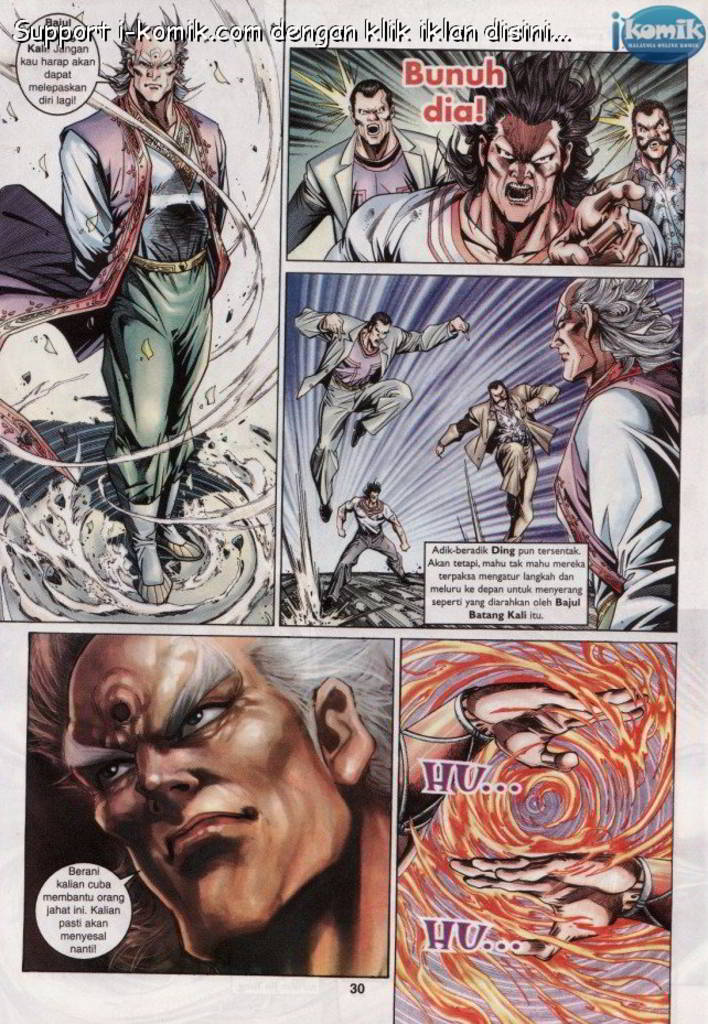 Support i-komik.com dengan klik iklan disini...
ikomik
MALAYSIA ONLINE KOMIK
Bajul
Kali! Jangan
kau harap akan
dapat
melepaskan
diri lagi!
Bunuh
dia!
Adik-beradik Ding pun tersentak.
Akan tetapi, mahu tak mahu mereka
terpaksa mengatur langkah dan
meluru ke depan untuk menyerang
seperti yang diarahkan oleh Bajul
Batang Kali itu.
Berani
kalian cuba
membantu orang
jahat ini. Kalian
pasti akan
menyesal
nanti!
HU...
HU...
30